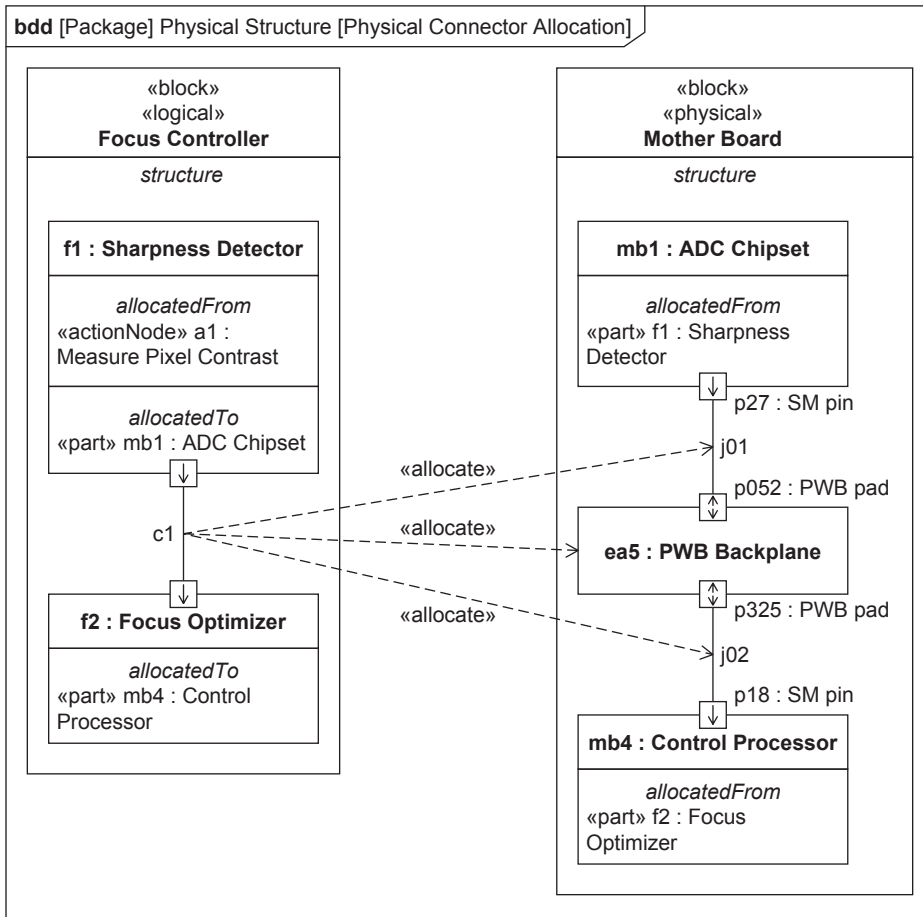 bdd [Package] Physical Structure [Physical Connector Allocation]
«block»
«logical»
Focus Controller
structure
f1 : Sharpness Detector
allocatedFrom
«actionNode» a1 :
Measure Pixel Contrast
allocatedTo
«part» mb1 : ADC Chipset
c1
f2 : Focus Optimizer
allocatedTo
«part» mb4 : Control
Processor
«allocate»
«allocate»
«allocate»
«block»
«physical»
Mother Board
structure
mb1 : ADC Chipset
allocatedFrom
«part» f1 : Sharpness
Detector
p27 : SM pin
j01
p052 : PWB pad
ea5 : PWB Backplane
p325 : PWB pad
j02
p18 : SM pin
mb4 : Control Processor
allocatedFrom
«part» f2 : Focus
Optimizer